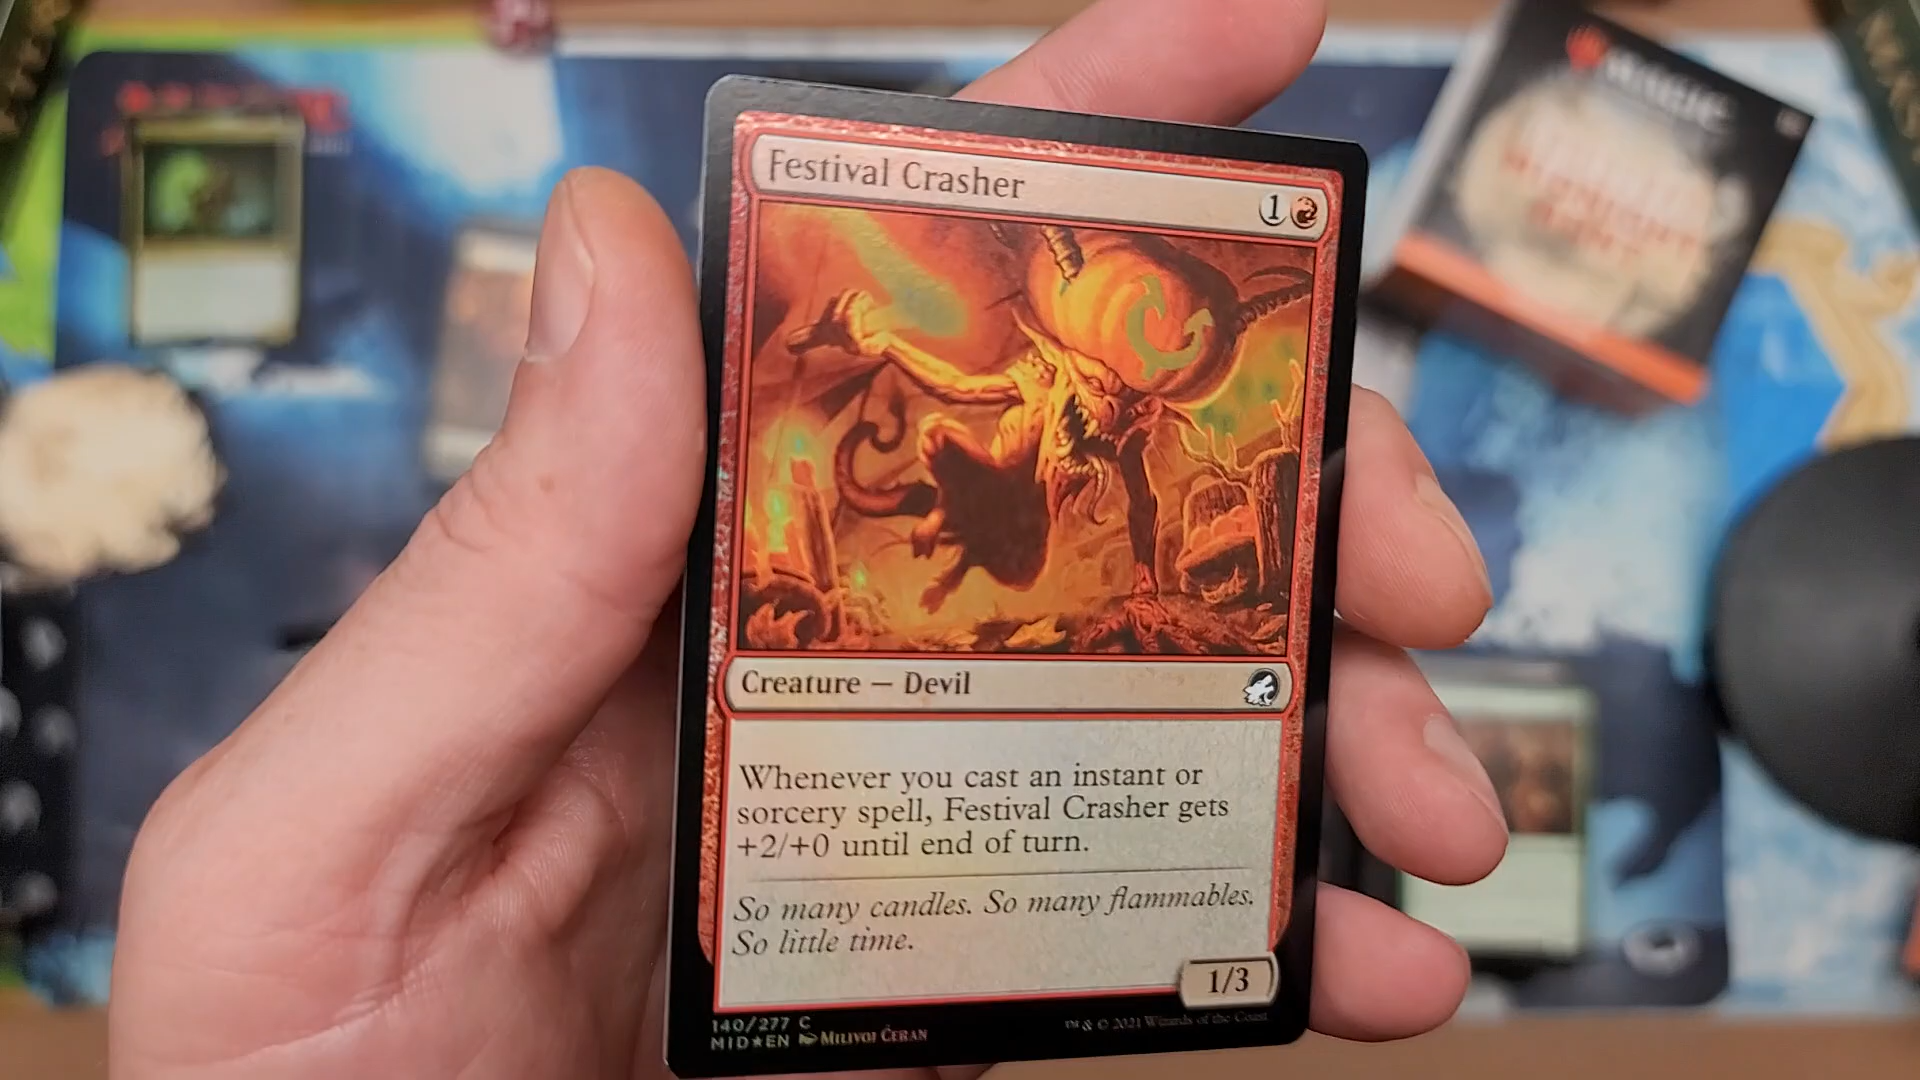 Festival Crasher
1
Creature — Devil
Whenever you cast an instant or
sorcery spell, Festival Crasher gets
+2/+0 until end of turn.
So many candles. So many flammables.
So little time.
1/3
140/277 C
MID★EN MILIVOJ ĆERAN
™ & © 2021 Wizards of the Coast
MAGIC